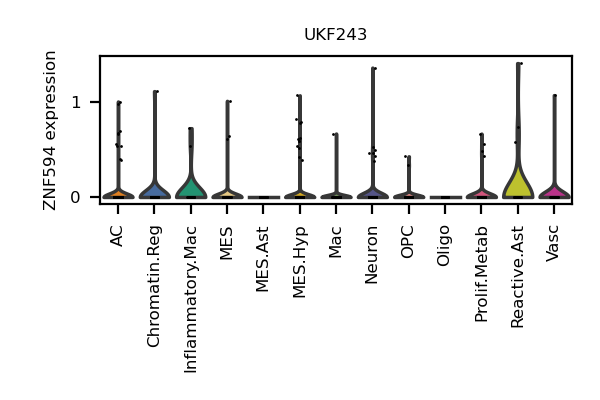 UKF243
ZNF594 expression
1
0
AC
Chromatin.Reg
Inflammatory.Mac
MES
MES.Ast
MES.Hyp
Mac
Neuron
OPC
Oligo
Prolif.Metab
Reactive.Ast
Vasc